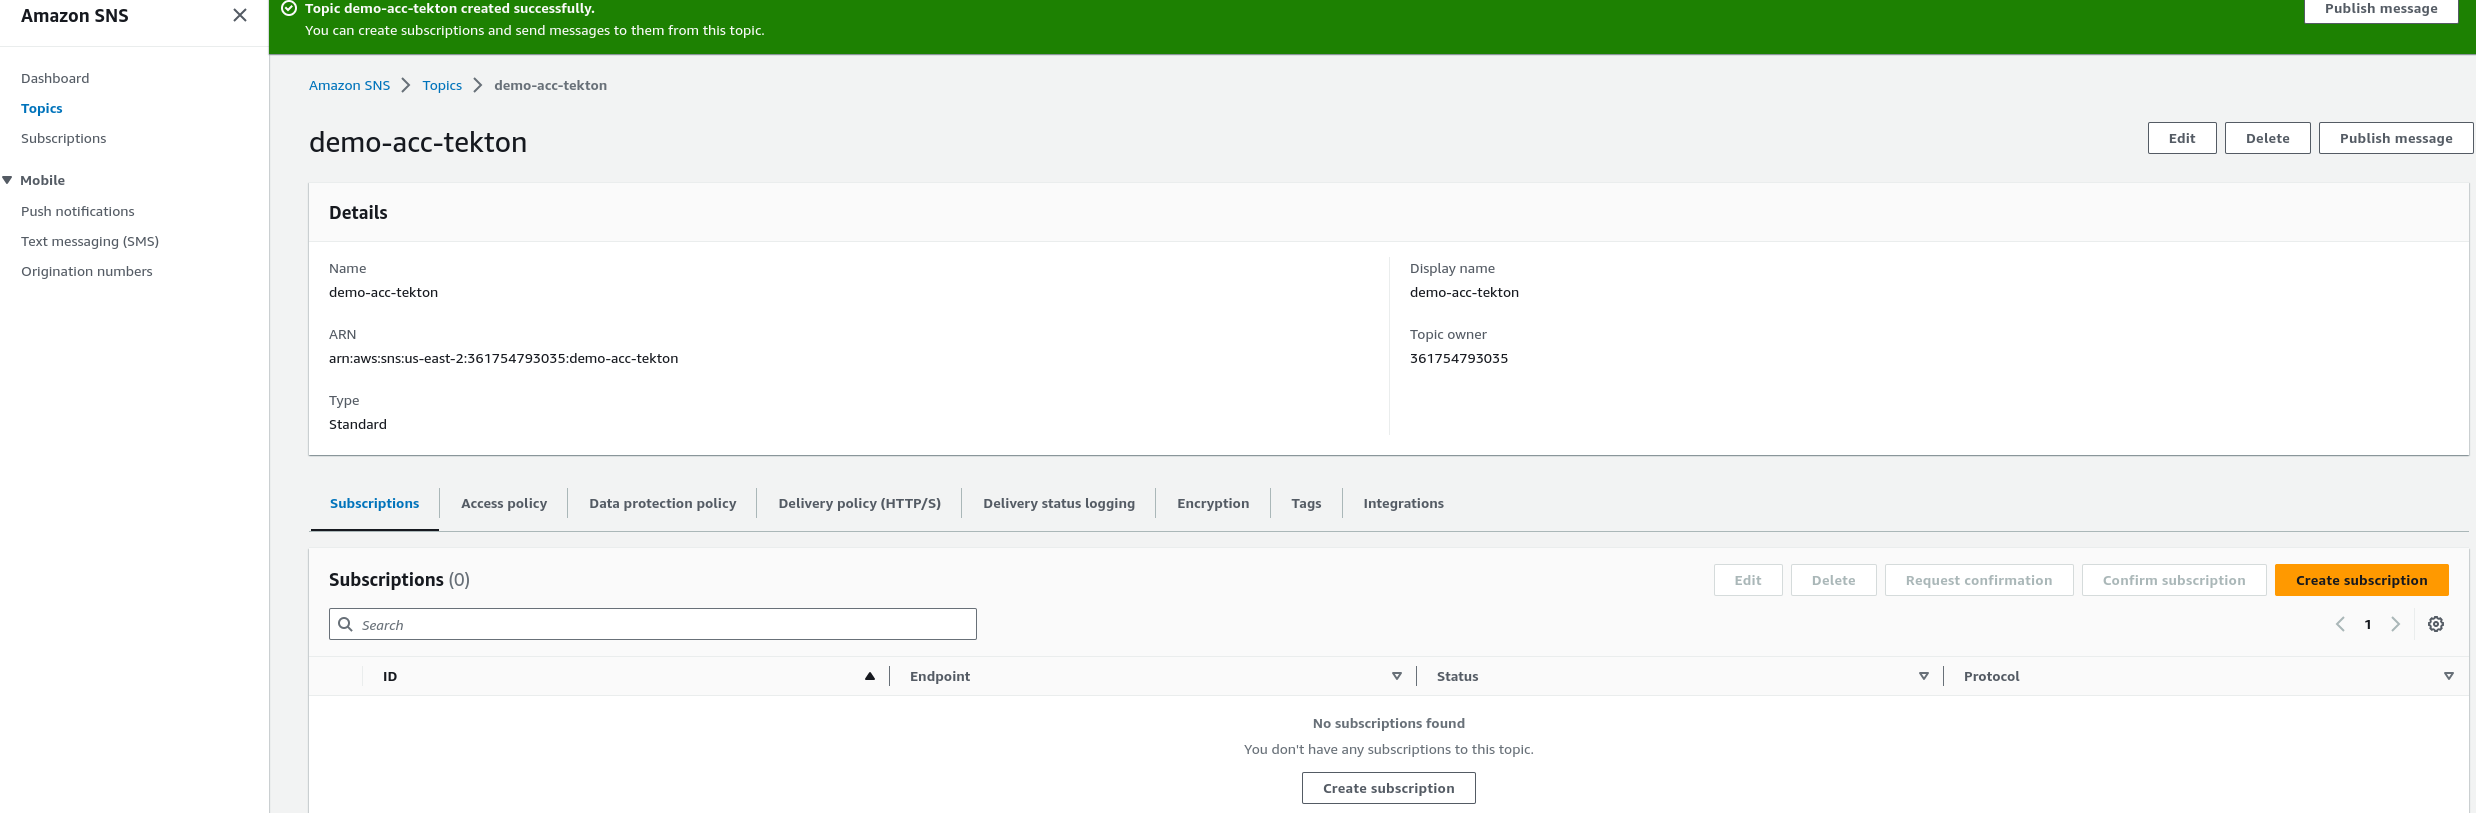 Amazon SNS
Dashboard
Topics
Subscriptions
Mobile
Push notifications
Text messaging (SMS)
Origination numbers
Topic demo-acc-tekton created successfully.
You can create subscriptions and send messages to them from this topic.
Publish message
Amazon SNS Topics demo-acc-tekton
demo-acc-tekton
Edit Delete Publish message
Details
Name
demo-acc-tekton
ARN
arn:aws:sns:us-east-2:361754793035:demo-acc-tekton
Type
Standard
Display name
demo-acc-tekton
Topic owner
361754793035
Subscriptions Access policy Data protection policy Delivery policy (HTTP/S) Delivery status logging Encryption Tags Integrations
Subscriptions (0)
Edit Delete Request confirmation Confirm subscription Create subscription
Search
1
ID Endpoint Status Protocol
No subscriptions found
You don't have any subscriptions to this topic.
Create subscription